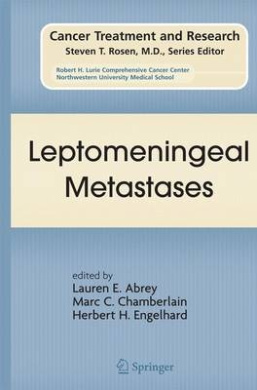 Cancer Treatment and Research
Steven T. Rosen, M.D., Series Editor
Robert H. Lurie Comprehensive Cancer Center
Northwestern University Medical School
Leptomeningeal
Metastases
edited by
Lauren E. Abrey
Marc C. Chamberlain
Herbert H. Engelhard
Springer